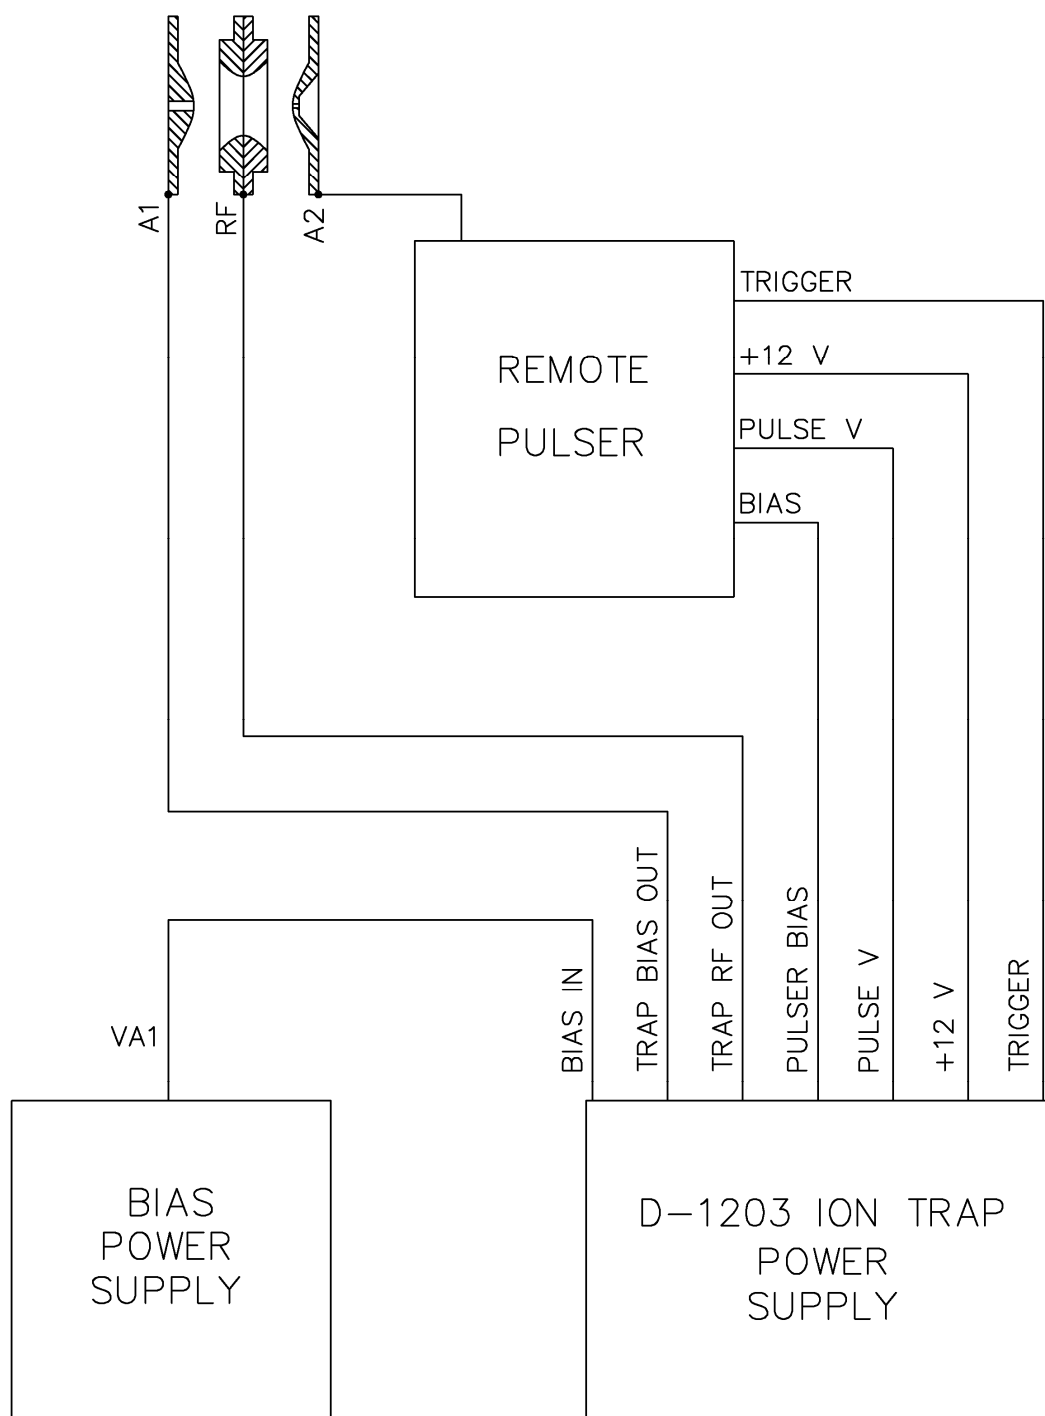 A1
RF
A2
TRIGGER
+12 V
PULSE V
BIAS
REMOTE
PULSER
VA1
BIAS IN
TRAP BIAS OUT
TRAP RF OUT
PULSER BIAS
PULSE V
+12 V
TRIGGER
BIAS
POWER
SUPPLY
D-1203 ION TRAP
POWER
SUPPLY